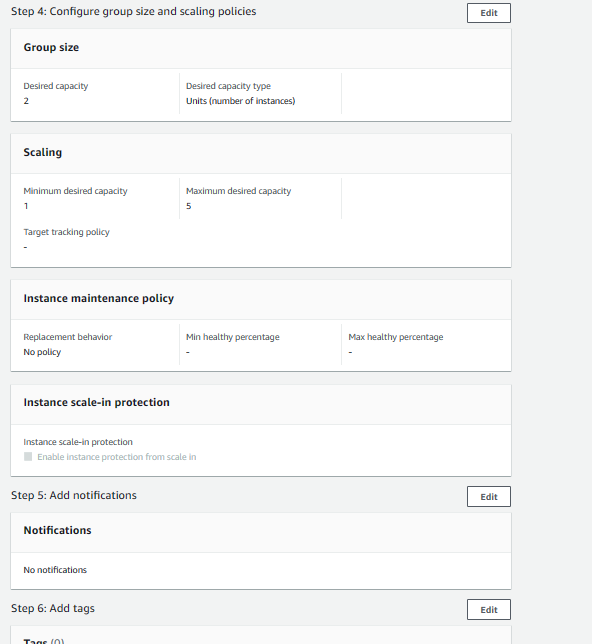 Step 4: Configure group size and scaling policies
Edit
Group size
Desired capacity
2
Desired capacity type
Units (number of instances)
Scaling
Minimum desired capacity
1
Maximum desired capacity
5
Target tracking policy
-
Instance maintenance policy
Replacement behavior
No policy
Min healthy percentage
-
Max healthy percentage
-
Instance scale-in protection
Instance scale-in protection
Enable instance protection from scale in
Step 5: Add notifications
Edit
Notifications
No notifications
Step 6: Add tags
Edit
Tags (0)